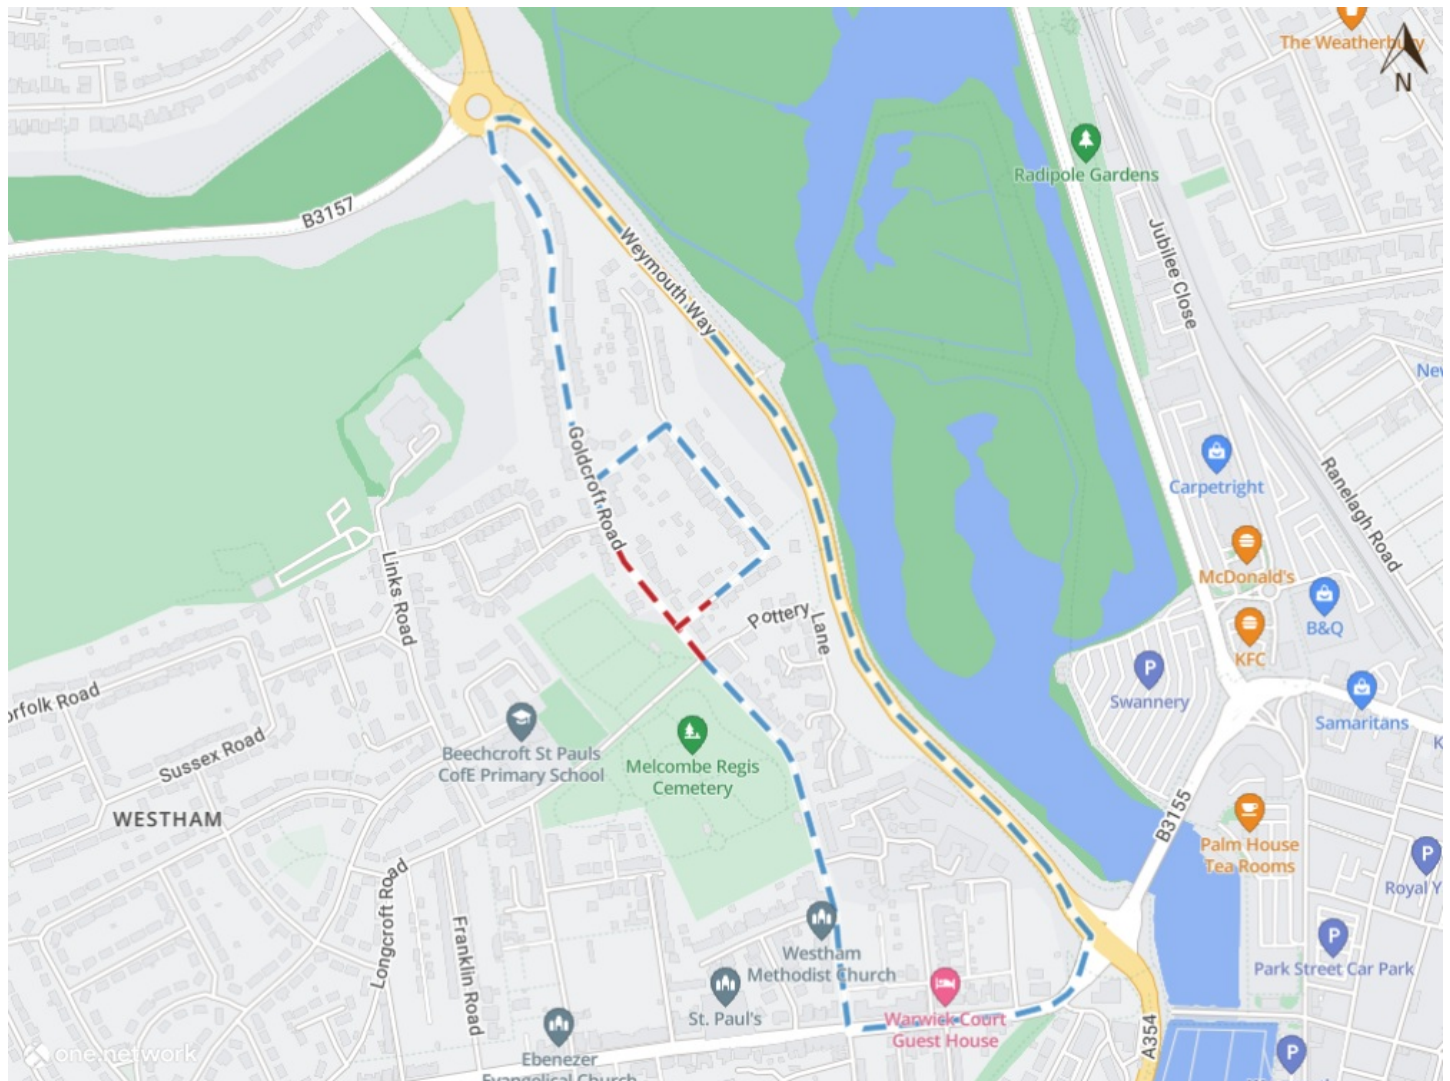 The Weatherbury
N
Radipole Gardens
B3157
Jubilee Close
Weymouth Way
Goldcroft Road
Carpetright
Ranelagh Road
McDonald's
B&Q
KFC
Links Road
Pottery
Lane
Swannery
Samaritans
orfolk Road
Sussex Road
Beechcroft St Pauls
CofE Primary School
Melcombe Regis
Cemetery
WESTHAM
B3155
Palm House
Tea Rooms
Royal Y
Longcroft Road
Franklin Road
Westham
Methodist Church
Park Street Car Park
St. Paul's
Warwick Court
Guest House
A354
one.network
Ebenezer
Evangelical Church